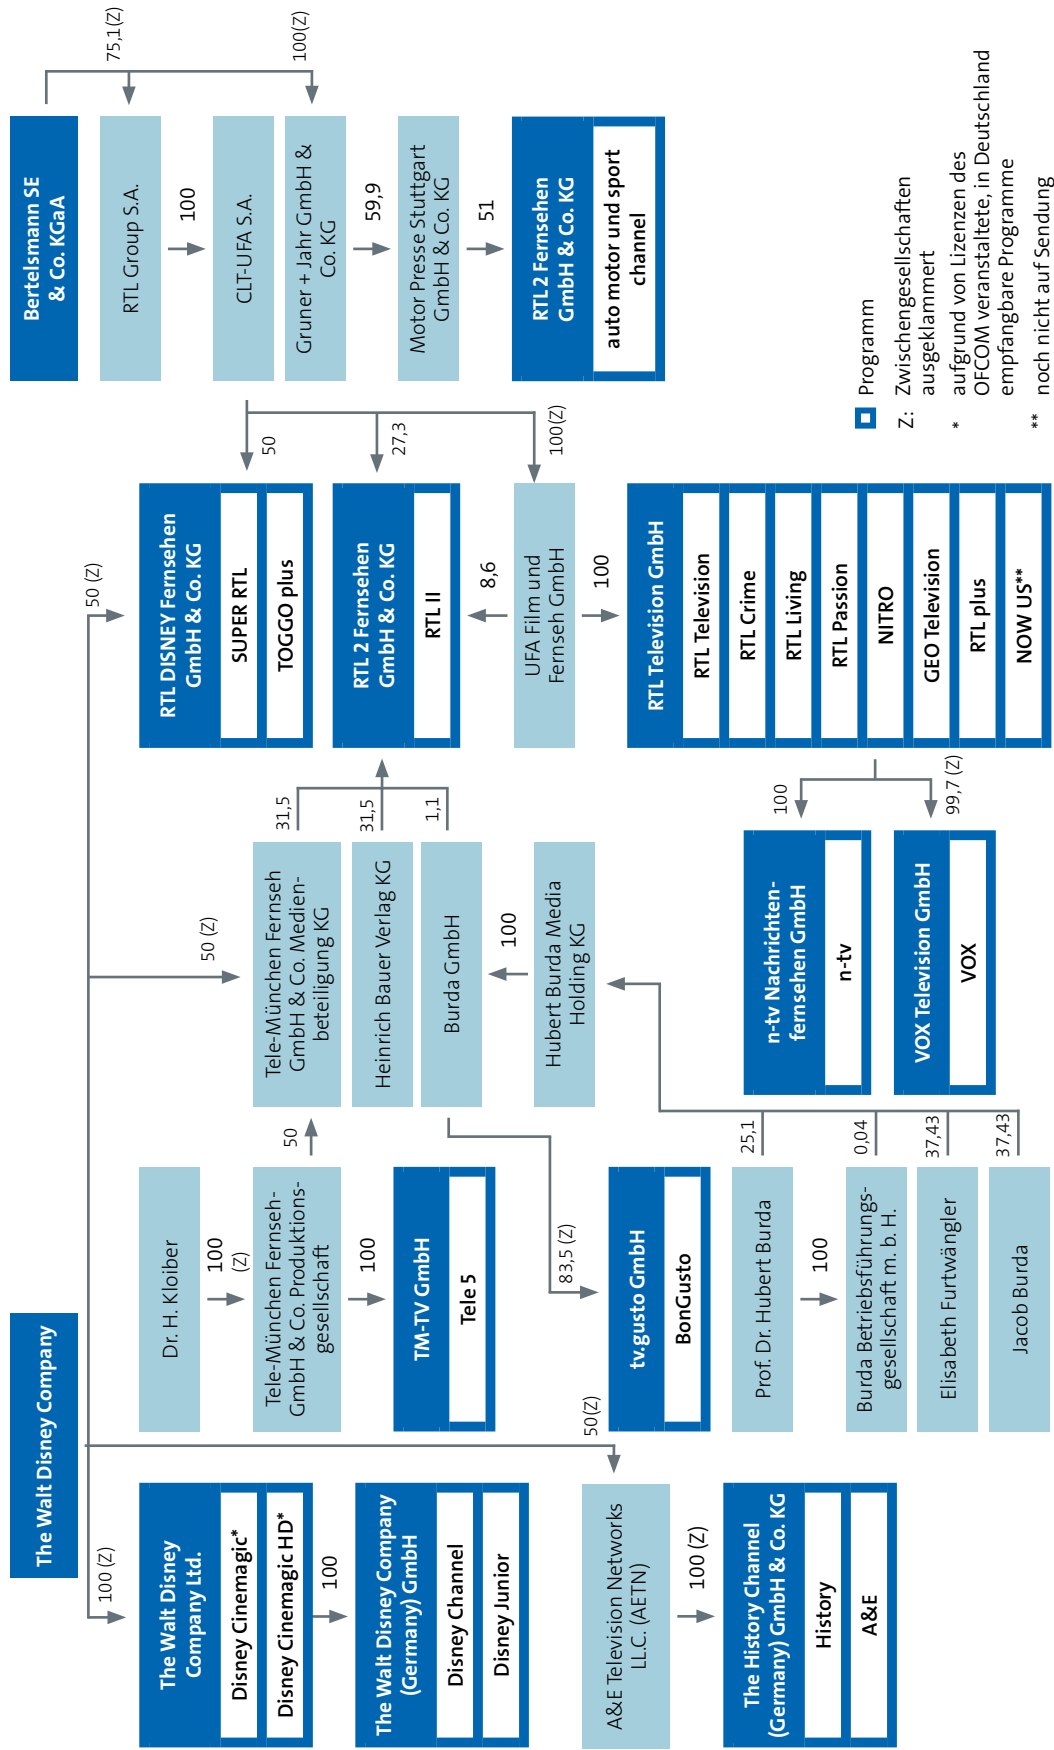 The Walt Disney Company
Bertelsmann SE
& Co. KGaA
100 (Z)
50 (Z)
50 (Z)
50(Z)
75,1(Z)
100(Z)
The Walt Disney
Company Ltd.
Disney Cinemagic*
Disney Cinemagic HD*
100
The Walt Disney Company
(Germany) GmbH
Disney Channel
Disney Junior
A&E Television Networks
LL.C. (AETN)
100 (Z)
The History Channel
(Germany) GmbH & Co. KG
History
A&E
Dr. H. Kloiber
100
(Z)
Tele-München Fernseh-
GmbH & Co. Produktions-
gesellschaft
50
100
TM-TV GmbH
Tele 5
83,5 (Z)
tv.gusto GmbH
BonGusto
Prof. Dr. Hubert Burda
25,1
100
Burda Betriebsführungs-
gesellschaft m. b. H.
0,04
Elisabeth Furtwängler
37,43
Jacob Burda
37,43
Tele-München Fernseh
GmbH & Co. Medien-
beteiligung KG
31,5
Heinrich Bauer Verlag KG
31,5
Burda GmbH
1,1
100
Hubert Burda Media
Holding KG
n-tv Nachrichten-
fernsehen GmbH
n-tv
100
VOX Television GmbH
VOX
99,7 (Z)
RTL DISNEY Fernsehen
GmbH & Co. KG
SUPER RTL
TOGGO plus
50
RTL 2 Fernsehen
GmbH & Co. KG
RTL II
27,3
8,6
UFA Film und
Fernseh GmbH
100(Z)
100
RTL Television GmbH
RTL Television
RTL Crime
RTL Living
RTL Passion
NITRO
GEO Television
RTL plus
NOW US**
RTL Group S.A.
100
CLT-UFA S.A.
Gruner + Jahr GmbH &
Co. KG
59,9
Motor Presse Stuttgart
GmbH & Co. KG
51
RTL2 Fernsehen
GmbH & Co. KG
auto motor und sport
channel
Programm
Z: Zwischengesellschaften
ausgeklammert
* aufgrund von Lizenzen des
OFCOM veranstaltete, in Deutschland
empfangbare Programme
** noch nicht auf Sendung